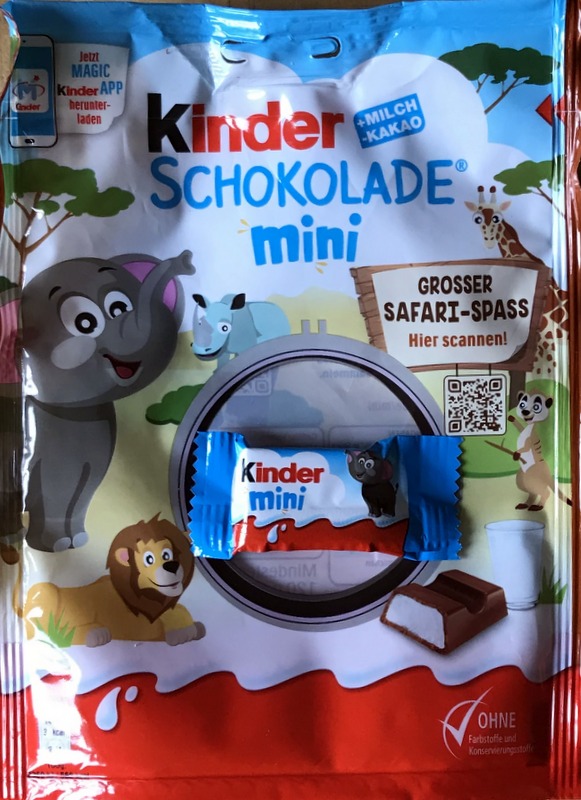 Jetzt
MAGIC
Kinder APP
herunter-
laden
Kinder
+MILCH
-KAKAO
SCHOKOLADE®
mini
GROSSER
SAFARI-SPASS
Hier scannen!
Kinder
mini
OHNE
Farbstoffe und
Konservierungsstoffe